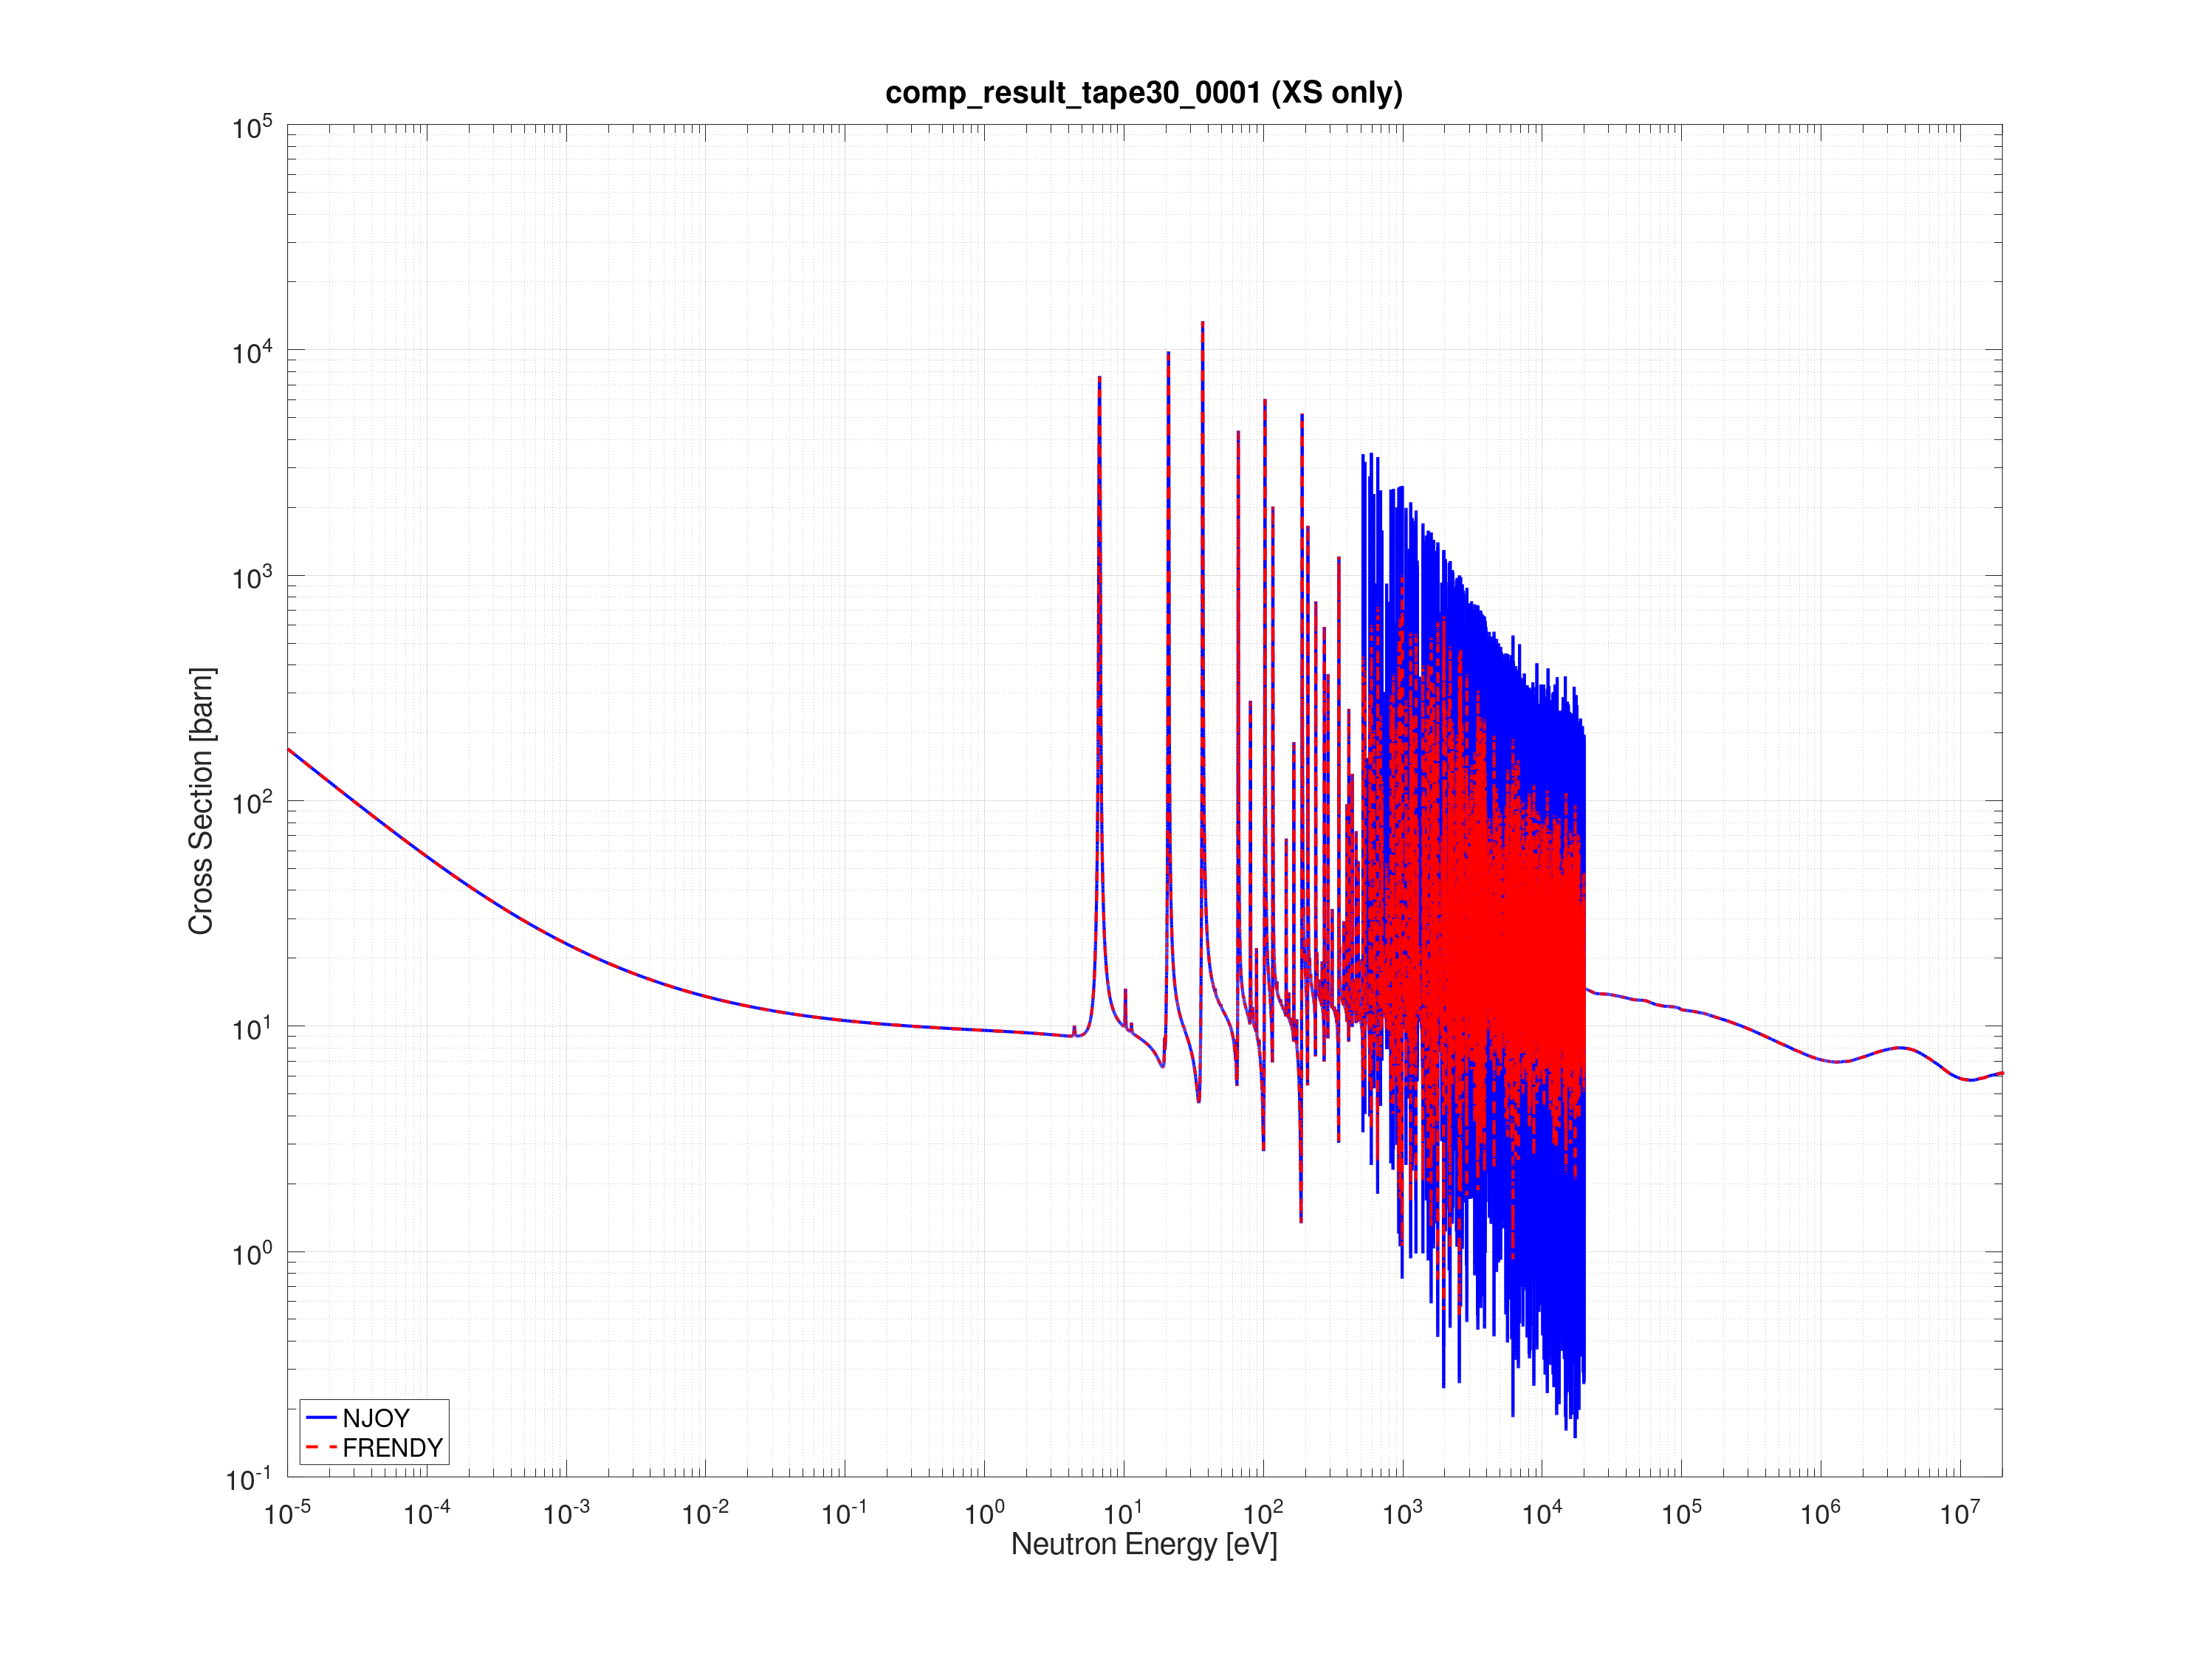 comp_result_tape30_0001 (XS only)
10^5
10^4
10^3
10^2
10^1
10^0
10^-1
Cross Section [barn]
NJOY
FRENDY
10^-5 10^-4 10^-3 10^-2 10^-1 10^0 10^1 10^2 10^3 10^4 10^5 10^6 10^7
Neutron Energy [eV]